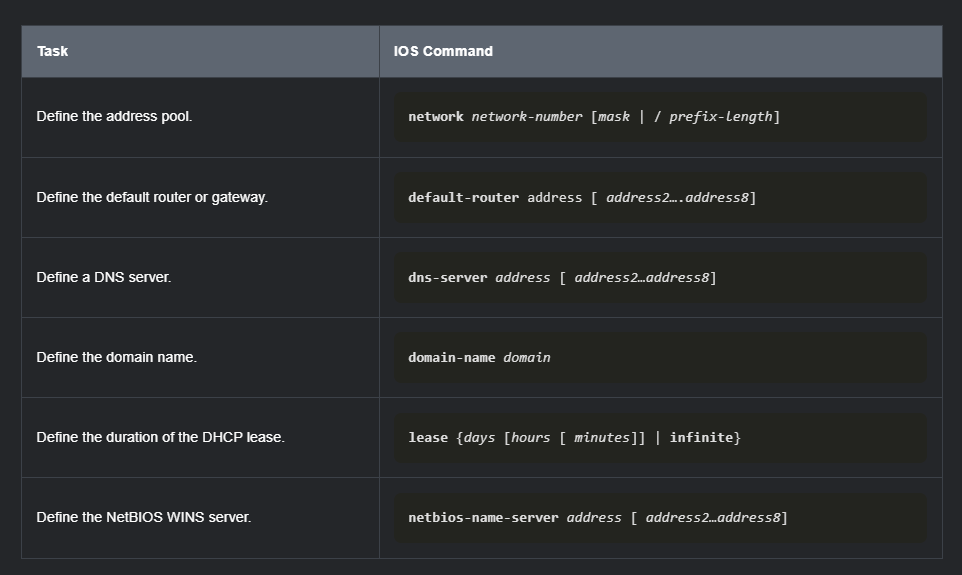 Task IOS Command
Define the address pool. network network-number [mask | / prefix-length]
Define the default router or gateway. default-router address [ address2….address8]
Define a DNS server. dns-server address [ address2…address8]
Define the domain name. domain-name domain
Define the duration of the DHCP lease. lease {days [hours [ minutes]] | infinite}
Define the NetBIOS WINS server. netbios-name-server address [ address2…address8]